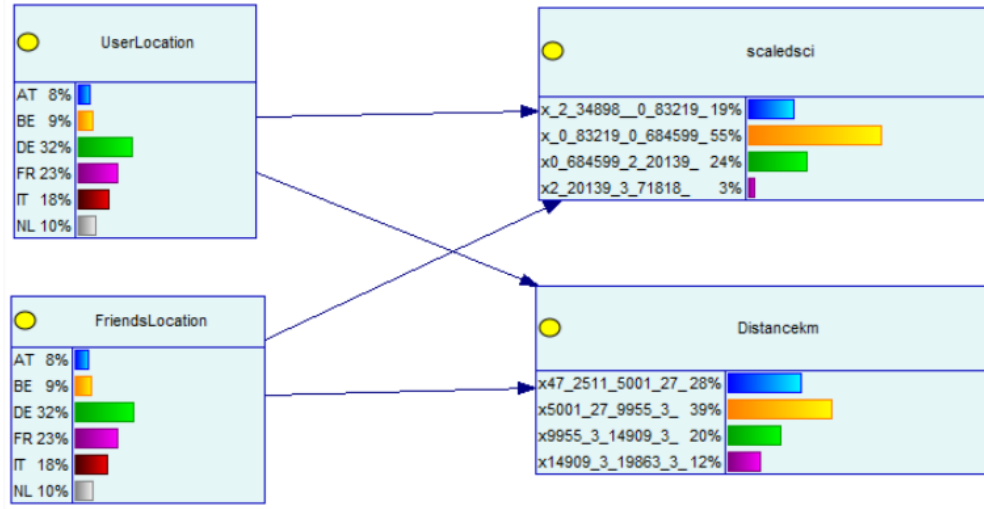 UserLocation
AT 8%
BE 9%
DE 32%
FR 23%
IT 18%
NL 10%
scaledsci
x_2_34898__0_83219_ 19%
x_0_83219_0_684599_ 55%
x0_684599_2_20139_ 24%
x2_20139_3_71818_ 3%
FriendsLocation
AT 8%
BE 9%
DE 32%
FR 23%
IT 18%
NL 10%
Distancekm
x47_2511_5001_27_ 28%
x5001_27_9955_3_ 39%
x9955_3_14909_3_ 20%
x14909_3_19863_3_ 12%